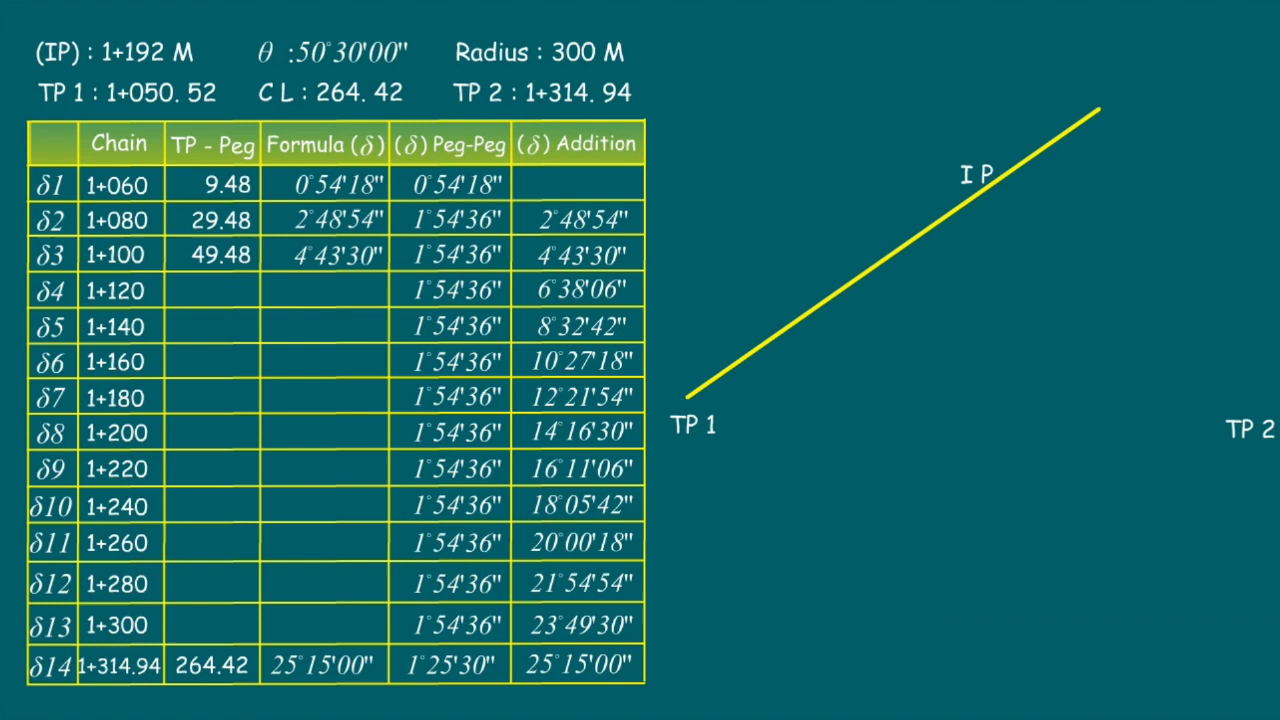 (IP) : 1+192 M θ :50°30'00" Radius : 300 M
TP 1 : 1+050. 52 C L : 264. 42 TP 2 : 1+314. 94
Chain TP - Peg Formula (δ) (δ) Peg-Peg (δ) Addition
δ1 1+060 9.48 0°54'18" 0°54'18"
δ2 1+080 29.48 2°48'54" 1°54'36" 2°48'54"
δ3 1+100 49.48 4°43'30" 1°54'36" 4°43'30"
δ4 1+120 1°54'36" 6°38'06"
δ5 1+140 1°54'36" 8°32'42"
δ6 1+160 1°54'36" 10°27'18"
δ7 1+180 1°54'36" 12°21'54"
δ8 1+200 1°54'36" 14°16'30"
δ9 1+220 1°54'36" 16°11'06"
δ10 1+240 1°54'36" 18°05'42"
δ11 1+260 1°54'36" 20°00'18"
δ12 1+280 1°54'36" 21°54'54"
δ13 1+300 1°54'36" 23°49'30"
δ14 1+314.94 264.42 25°15'00" 1°25'30" 25°15'00"
I P
TP 1
TP 2